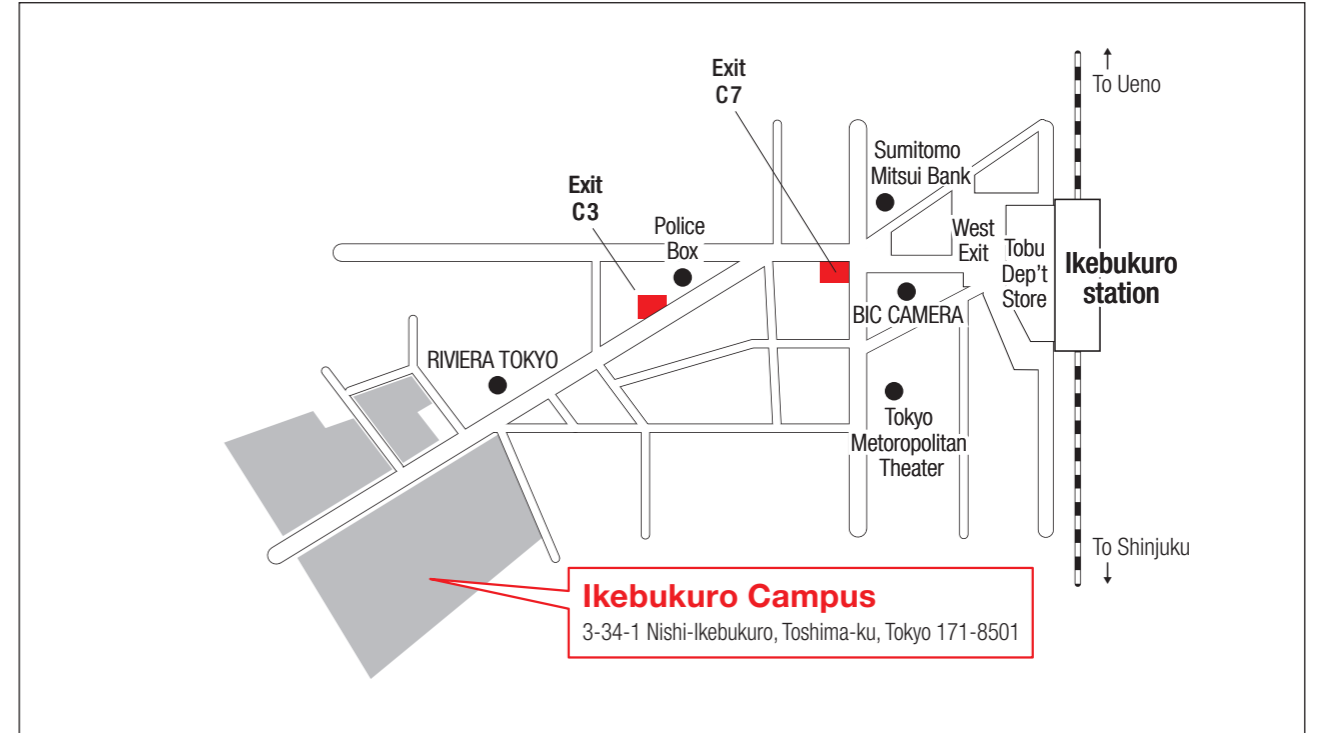 Exit
C7
To Ueno
Sumitomo
Mitsui Bank
Exit
C3
Police
Box
West
Exit
Tobu
Dep't
Store
Ikebukuro
station
BIC CAMERA
RIVIERA TOKYO
Tokyo
Metoropolitan
Theater
To Shinjuku
Ikebukuro Campus
3-34-1 Nishi-Ikebukuro, Toshima-ku, Tokyo 171-8501